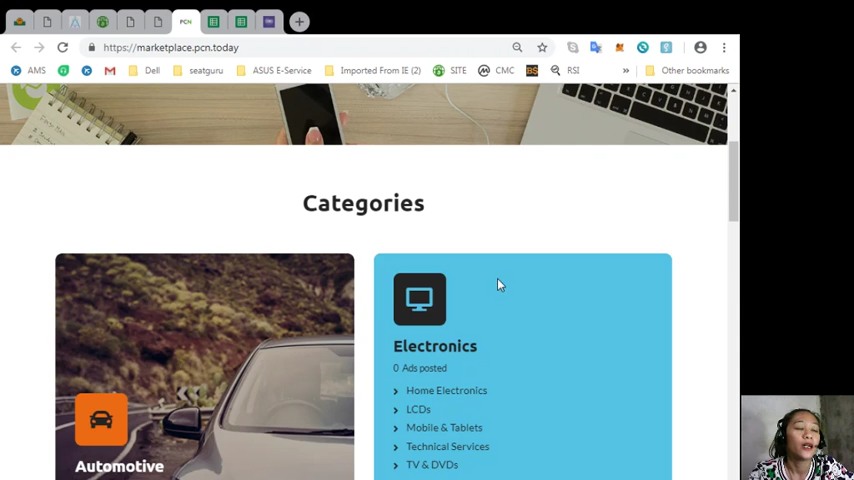 PCN
https://marketplace.pcn.today
AMS
Dell
seatguru
ASUS E-Service
Imported From IE (2)
SITE
CMC
RSI
»
Other bookmarks
Categories
Electronics
0 Ads posted
Home Electronics
LCDs
Mobile & Tablets
Technical Services
TV & DVDs
Automotive